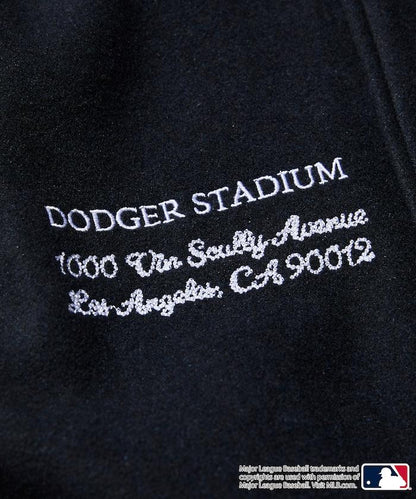 DODGER STADIUM
1000 Vin Scully Avenue
Los Angeles, CA 90012
Major League Baseball trademarks and
copyrights are used with permission of
Major League Baseball. Visit MLB.com.